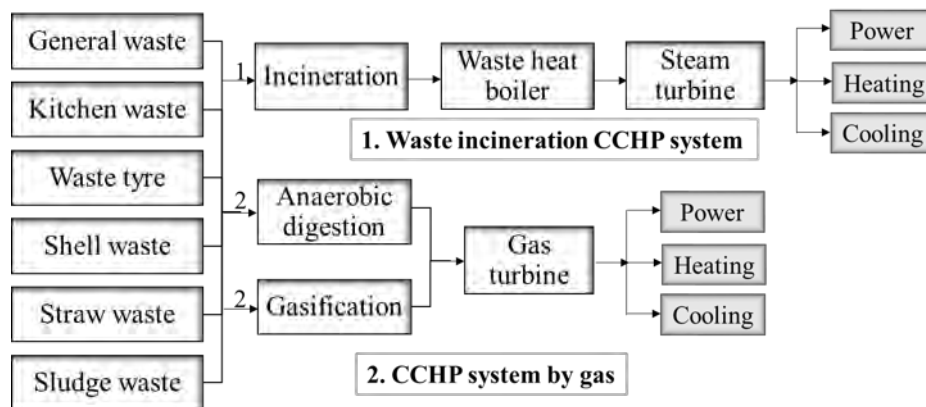 General waste
Kitchen waste
Waste tyre
Shell waste
Straw waste
Sludge waste
1
Incineration
Waste heat
boiler
Steam
turbine
Power
Heating
Cooling
1. Waste incineration CCHP system
2
Anaerobic
digestion
2
Gasification
Gas
turbine
Power
Heating
Cooling
2. CCHP system by gas